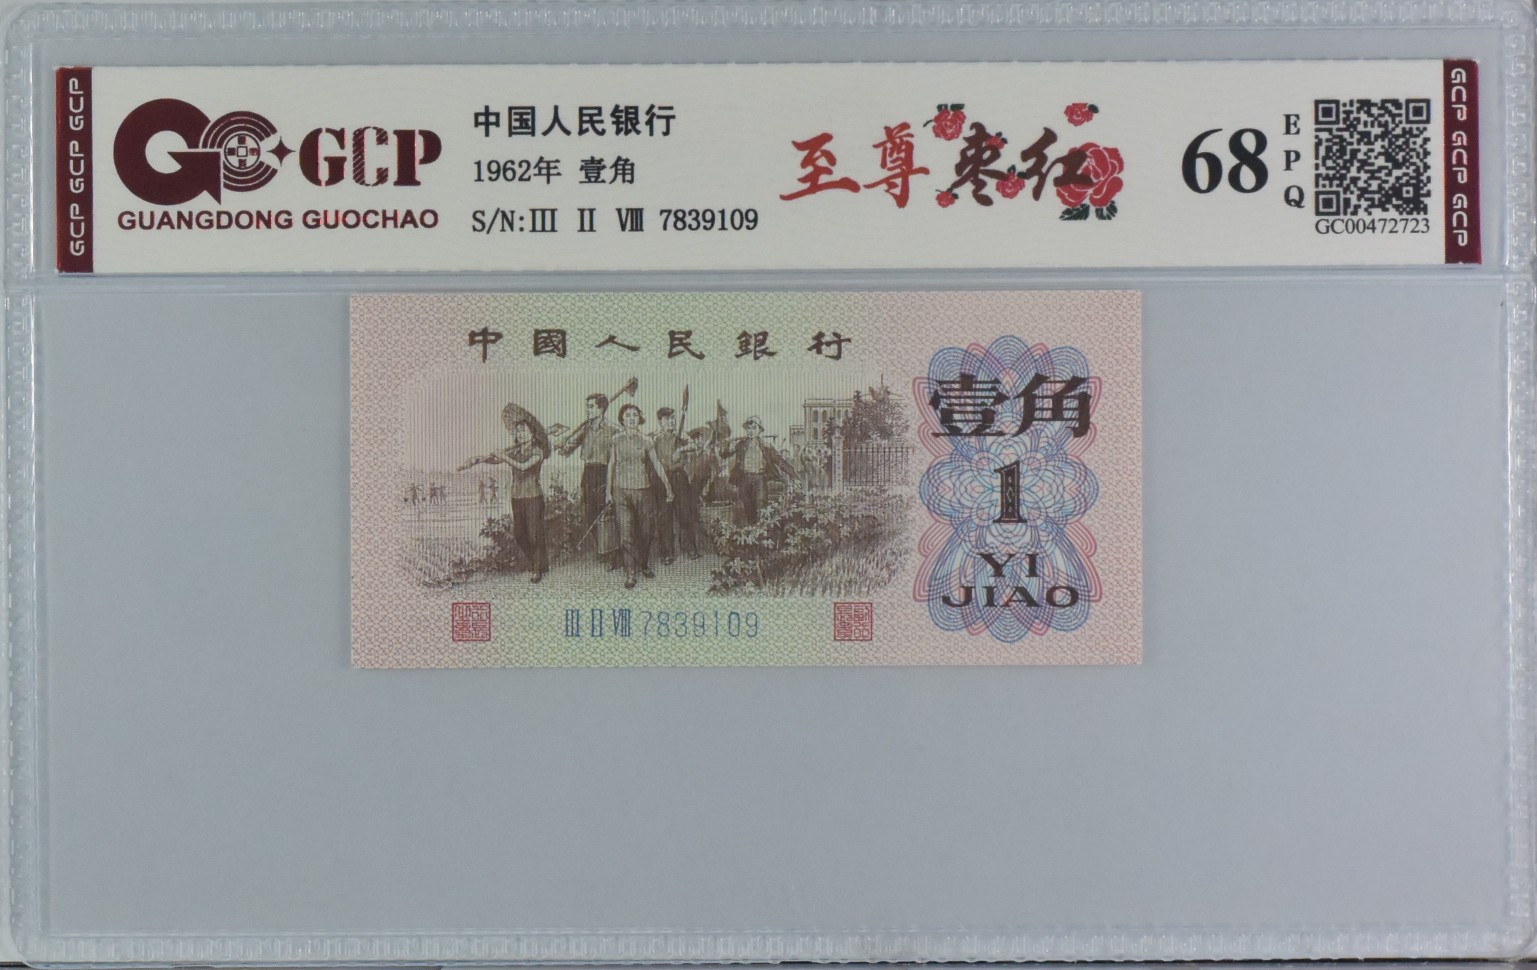 GCP GCP GCP
GCP
GUANGDONG GUOCHAO
中国人民银行
1962年 壹角
S/N:Ⅲ Ⅱ Ⅷ 7839109
至尊枣红
68
EPQ
GC00472723
GCP GCP GCP
中國人民銀行
壹角
1
YI
JIAO
Ⅲ Ⅱ Ⅷ 7839109